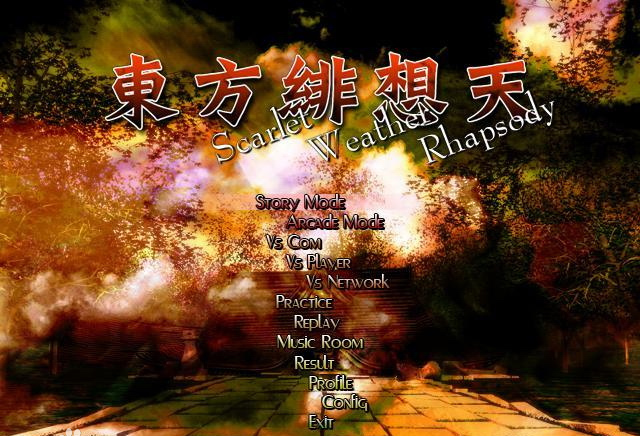 東方緋想天
Scarlet Weather Rhapsody
Story Mode
Arcade Mode
Vs Com
Vs Player
Vs Network
Practice
Replay
Music Room
Result
Profile
Config
Exit